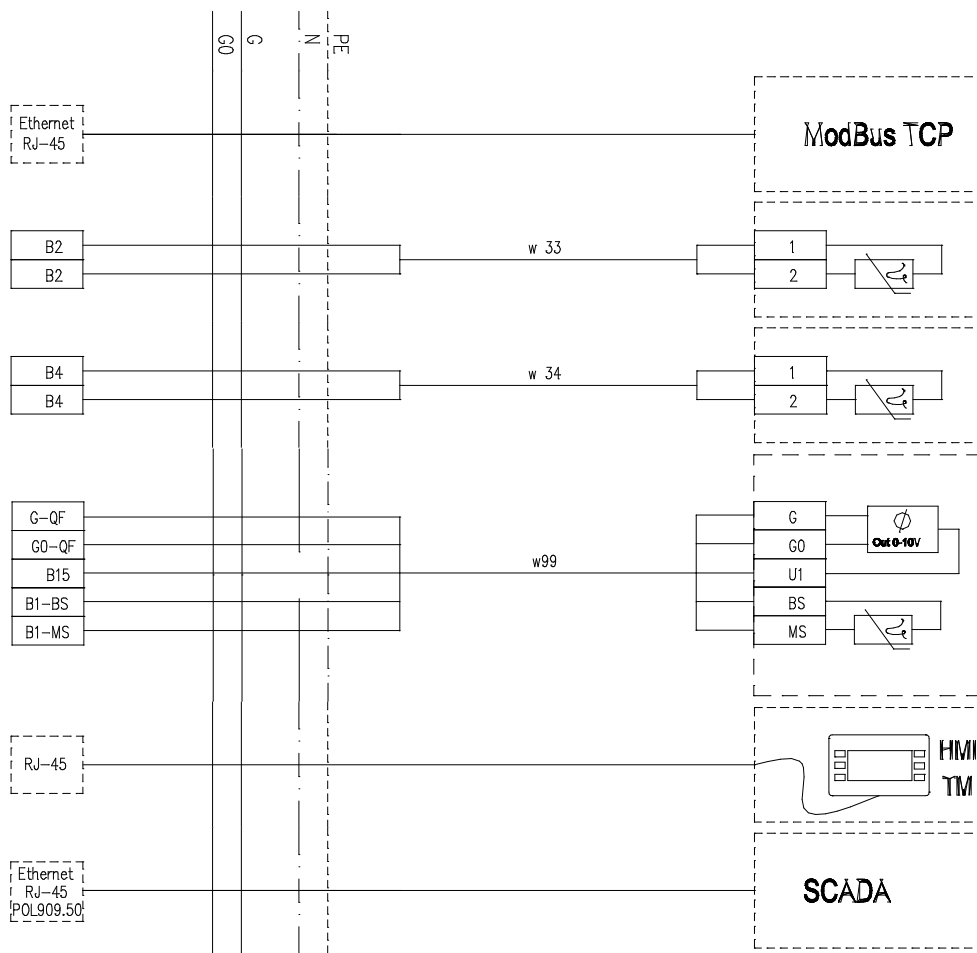 G0
G
N
PE
Ethernet
RJ-45
ModBus TCP
B2
B2
w 33
1
2
B4
B4
w 34
1
2
G-QF
G0-QF
B15
B1-BS
B1-MS
w99
G
G0
U1
BS
MS
Out 0-10V
RJ-45
HMI
TM
Ethernet
RJ-45
POL909.50
SCADA